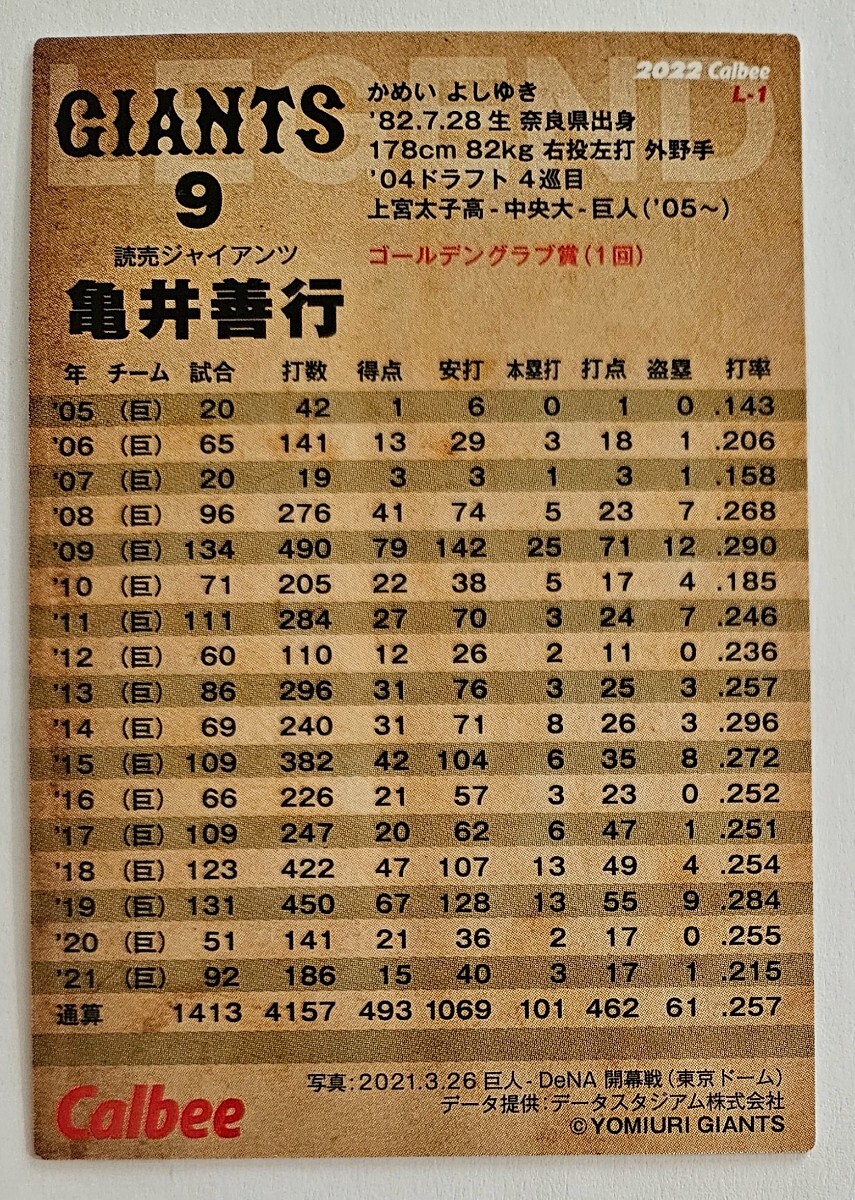 LEGEND
2022 Calbee
L-1
GIANTS
9
読売ジャイアンツ
亀井善行
かめい よしゆき
'82.7.28 生 奈良県出身
178cm 82kg 右投左打 外野手
'04ドラフト 4巡目
上宮太子高-中央大-巨人('05〜)
ゴールデングラブ賞(1回)
年 チーム 試合 打数 得点 安打 本塁打 打点 盗塁 打率
'05 (巨) 20 42 1 6 0 1 0 .143
'06 (巨) 65 141 13 29 3 18 1 .206
'07 (巨) 20 19 3 3 1 3 1 .158
'08 (巨) 96 276 41 74 5 23 7 .268
'09 (巨) 134 490 79 142 25 71 12 .290
'10 (巨) 71 205 22 38 5 17 4 .185
'11 (巨) 111 284 27 70 3 24 7 .246
'12 (巨) 60 110 12 26 2 11 0 .236
'13 (巨) 86 296 31 76 3 25 3 .257
'14 (巨) 69 240 31 71 8 26 3 .296
'15 (巨) 109 382 42 104 6 35 8 .272
'16 (巨) 66 226 21 57 3 23 0 .252
'17 (巨) 109 247 20 62 6 47 1 .251
'18 (巨) 123 422 47 107 13 49 4 .254
'19 (巨) 131 450 67 128 13 55 9 .284
'20 (巨) 51 141 21 36 2 17 0 .255
'21 (巨) 92 186 15 40 3 17 1 .215
通算 1413 4157 493 1069 101 462 61 .257
写真:2021.3.26 巨人-DeNA 開幕戦(東京ドーム)
データ提供:データスタジアム株式会社
©YOMIURI GIANTS
Calbee